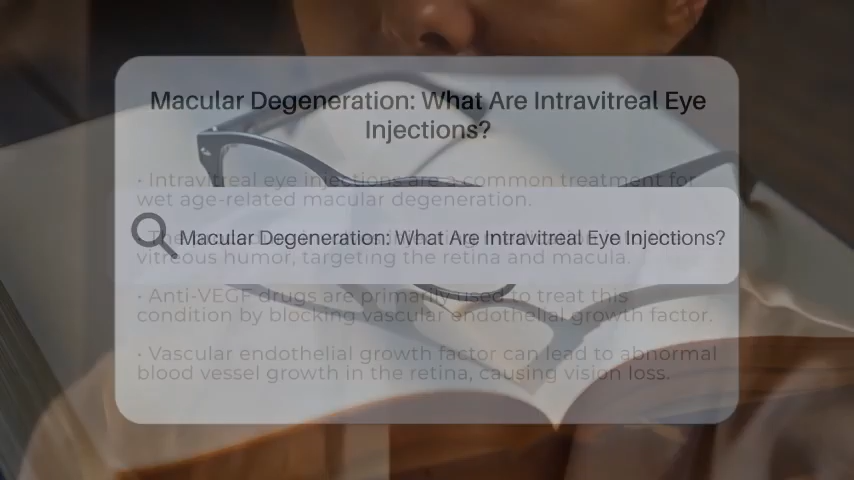 Macular Degeneration: What Are Intravitreal Eye
Injections?
· Intravitreal eye injections are a common treatment for
wet age-related macular degeneration.
Macular Degeneration: What Are Intravitreal Eye Injections?
vitreous humor, targeting the retina and macula.
· Anti-VEGF drugs are primarily used to treat this
condition by blocking vascular endothelial growth factor.
· Vascular endothelial growth factor can lead to abnormal
blood vessel growth in the retina, causing vision loss.